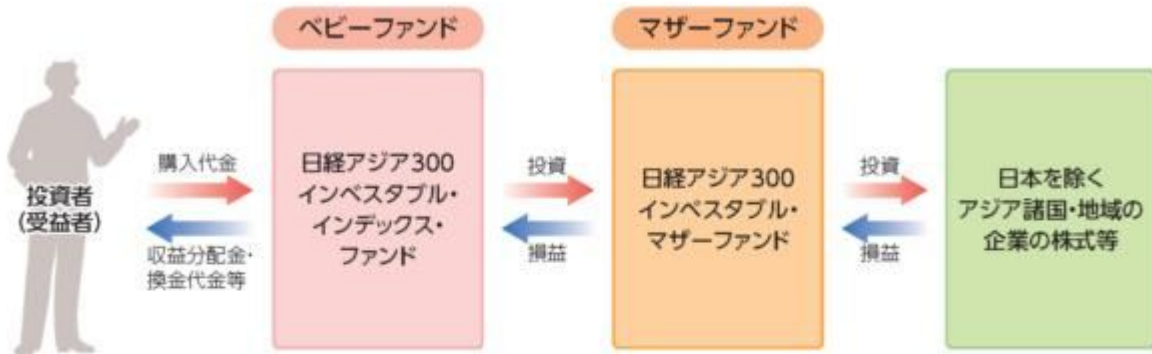 ベビーファンド
マザーファンド
投資者
(受益者)
購入代金
収益分配金・
換金代金等
日経アジア300
インベスタブル・
インデックス・
ファンド
投資
損益
日経アジア300
インベスタブル・
マザーファンド
投資
損益
日本を除く
アジア諸国・地域の
企業の株式等